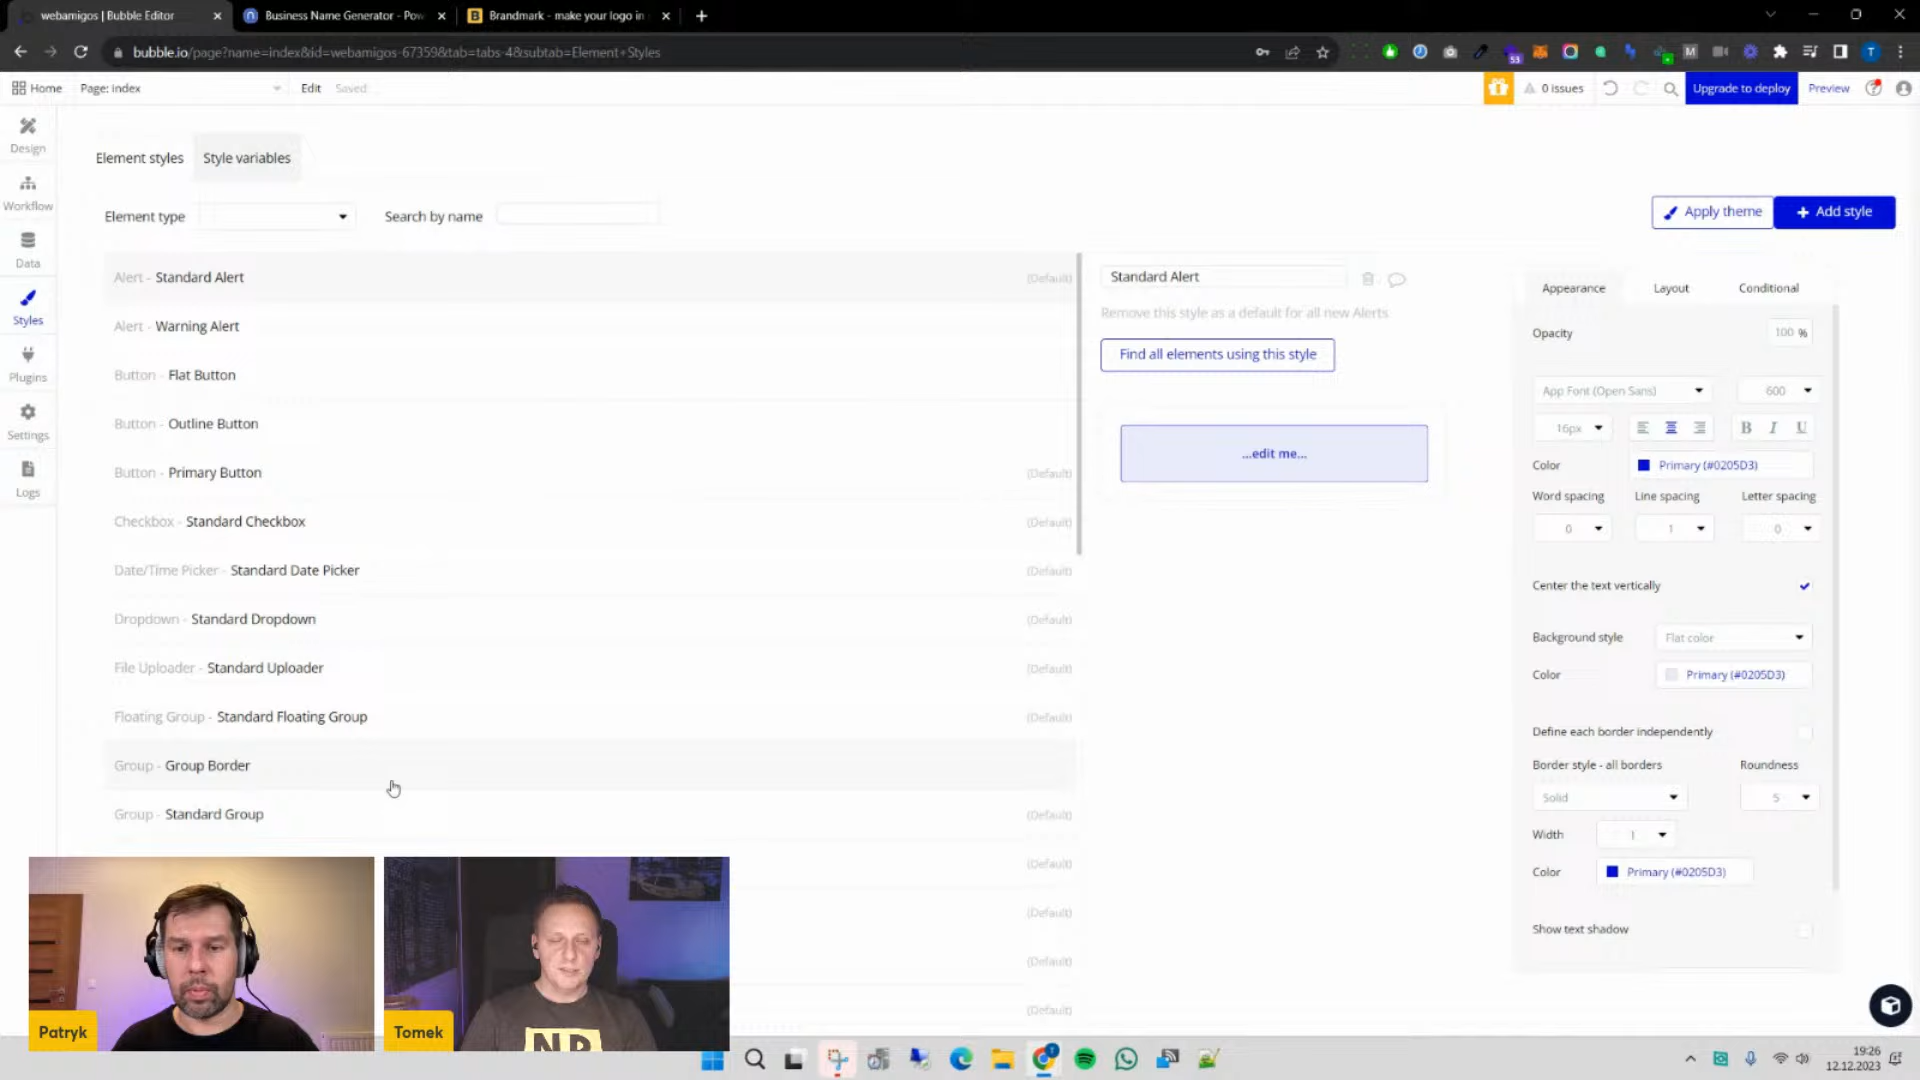 webamigos | Bubble Editor
Business Name Generator - Pow
Brandmark - make your logo in
bubble.io/page?name=index&id=webamigos-67359&tab=tabs-4&subtab=Element+Styles
53
M
T
Home
Page: index
Edit
Saved
0 issues
Upgrade to deploy
Preview
Design
Workflow
Data
Styles
Plugins
Settings
Logs
Element styles
Style variables
Element type
Search by name
Apply theme
+ Add style
Alert - Standard Alert
(Default)
Alert - Warning Alert
Button - Flat Button
Button - Outline Button
Button - Primary Button
(Default)
Checkbox - Standard Checkbox
(Default)
Date/Time Picker - Standard Date Picker
(Default)
Dropdown - Standard Dropdown
(Default)
File Uploader - Standard Uploader
(Default)
Floating Group - Standard Floating Group
(Default)
Group - Group Border
Group - Standard Group
(Default)
(Default)
(Default)
(Default)
(Default)
Standard Alert
Remove this style as a default for all new Alerts
Find all elements using this style
...edit me...
Appearance
Layout
Conditional
Opacity
100 %
App Font (Open Sans)
600
16px
B
I
U
Color
Primary (#0205D3)
Word spacing
Line spacing
Letter spacing
0
1
0
Center the text vertically
Background style
Flat color
Color
Primary (#0205D3)
Define each border independently
Border style - all borders
Roundness
Solid
5
Width
1
Color
Primary (#0205D3)
Show text shadow
Patryk
Tomek
19:26
12.12.2023